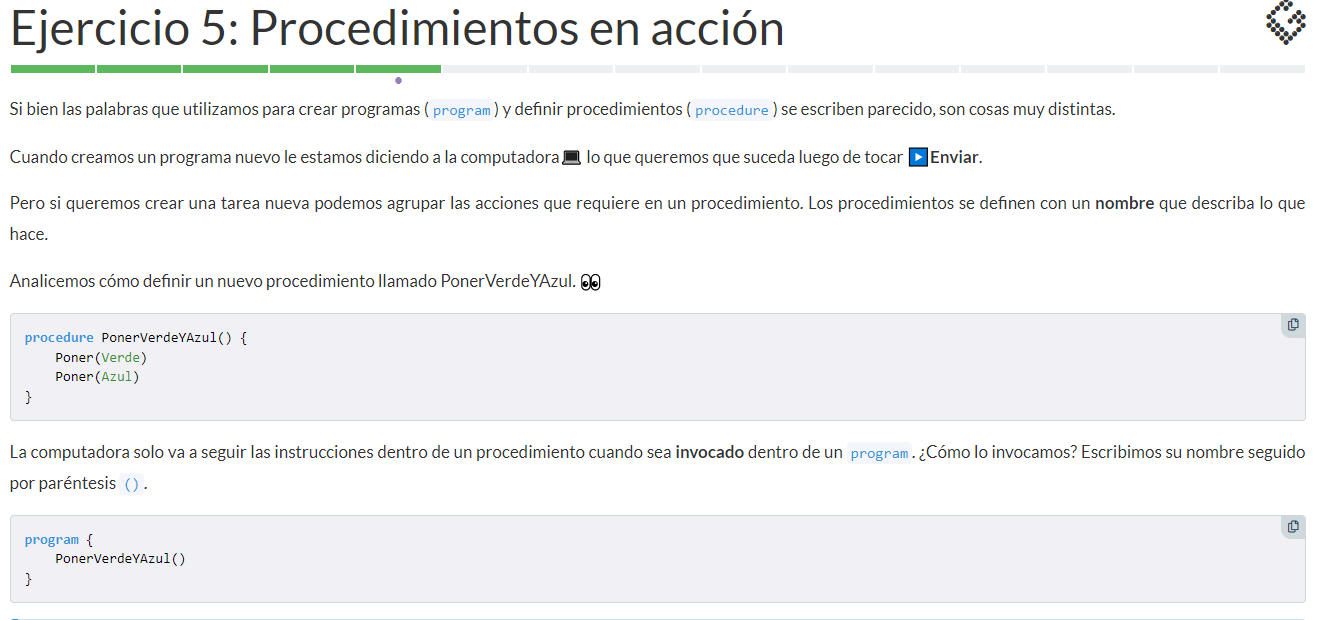 Ejercicio 5: Procedimientos en acción
Si bien las palabras que utilizamos para crear programas ( program ) y definir procedimientos ( procedure ) se escriben parecido, son cosas muy distintas.
Cuando creamos un programa nuevo le estamos diciendo a la computadora💻 lo que queremos que suceda luego de tocar ▶️Enviar.
Pero si queremos crear una tarea nueva podemos agrupar las acciones que requiere en un procedimiento. Los procedimientos se definen con un nombre que describa lo que
hace.
Analicemos cómo definir un nuevo procedimiento llamado PonerVerdeYAzul. 👀
procedure PonerVerdeYAzul() {
    Poner(Verde)
    Poner(Azul)
}
La computadora solo va a seguir las instrucciones dentro de un procedimiento cuando sea invocado dentro de un program . ¿Cómo lo invocamos? Escribimos su nombre seguido
por paréntesis () .
program {
    PonerVerdeYAzul()
}